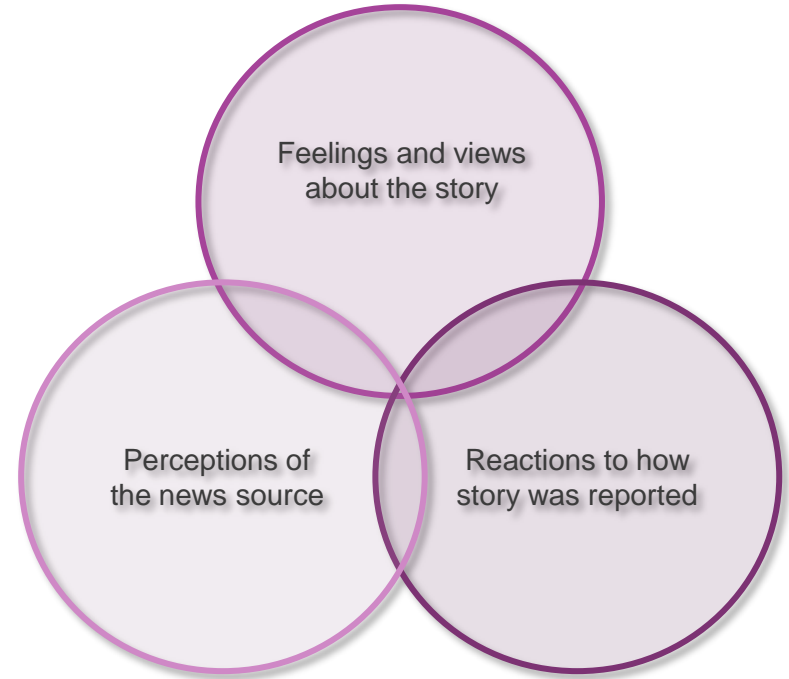 Feelings and views
about the story
Perceptions of
the news source
Reactions to how
story was reported